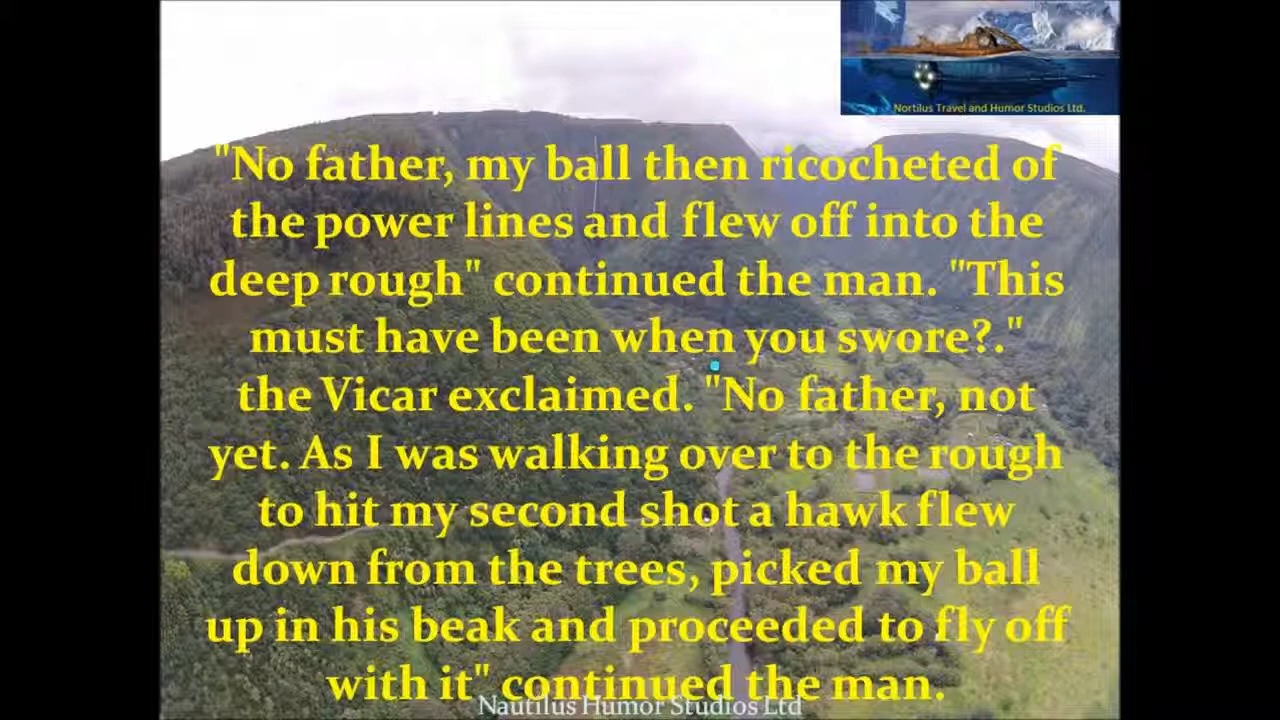 Nortilus Travel and Humor Studios Ltd.
"No father, my ball then ricocheted of
the power lines and flew off into the
deep rough" continued the man. "This
must have been when you swore?."
the Vicar exclaimed. "No father, not
yet. As I was walking over to the rough
to hit my second shot a hawk flew
down from the trees, picked my ball
up in his beak and proceeded to fly off
with it" continued the man.
Nautilus Humor Studios Ltd